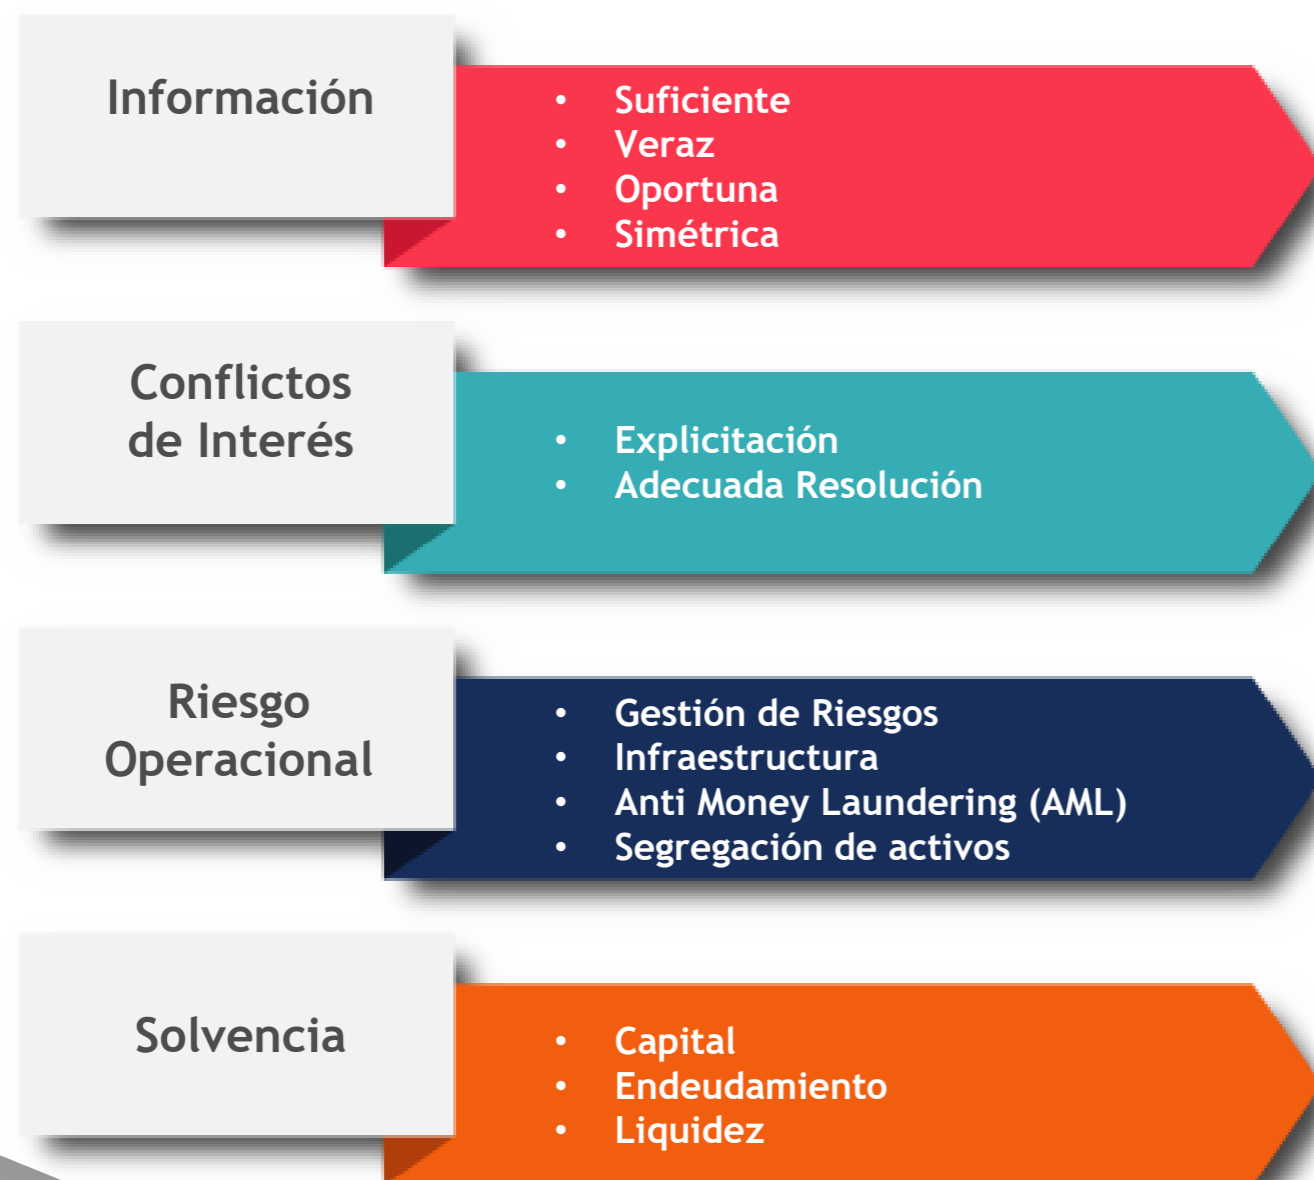 Información
• Suficiente
• Veraz
• Oportuna
• Simétrica
Conflictos
de Interés
• Explicitación
• Adecuada Resolución
Riesgo
Operacional
• Gestión de Riesgos
• Infraestructura
• Anti Money Laundering (AML)
• Segregación de activos
Solvencia
• Capital
• Endeudamiento
• Liquidez